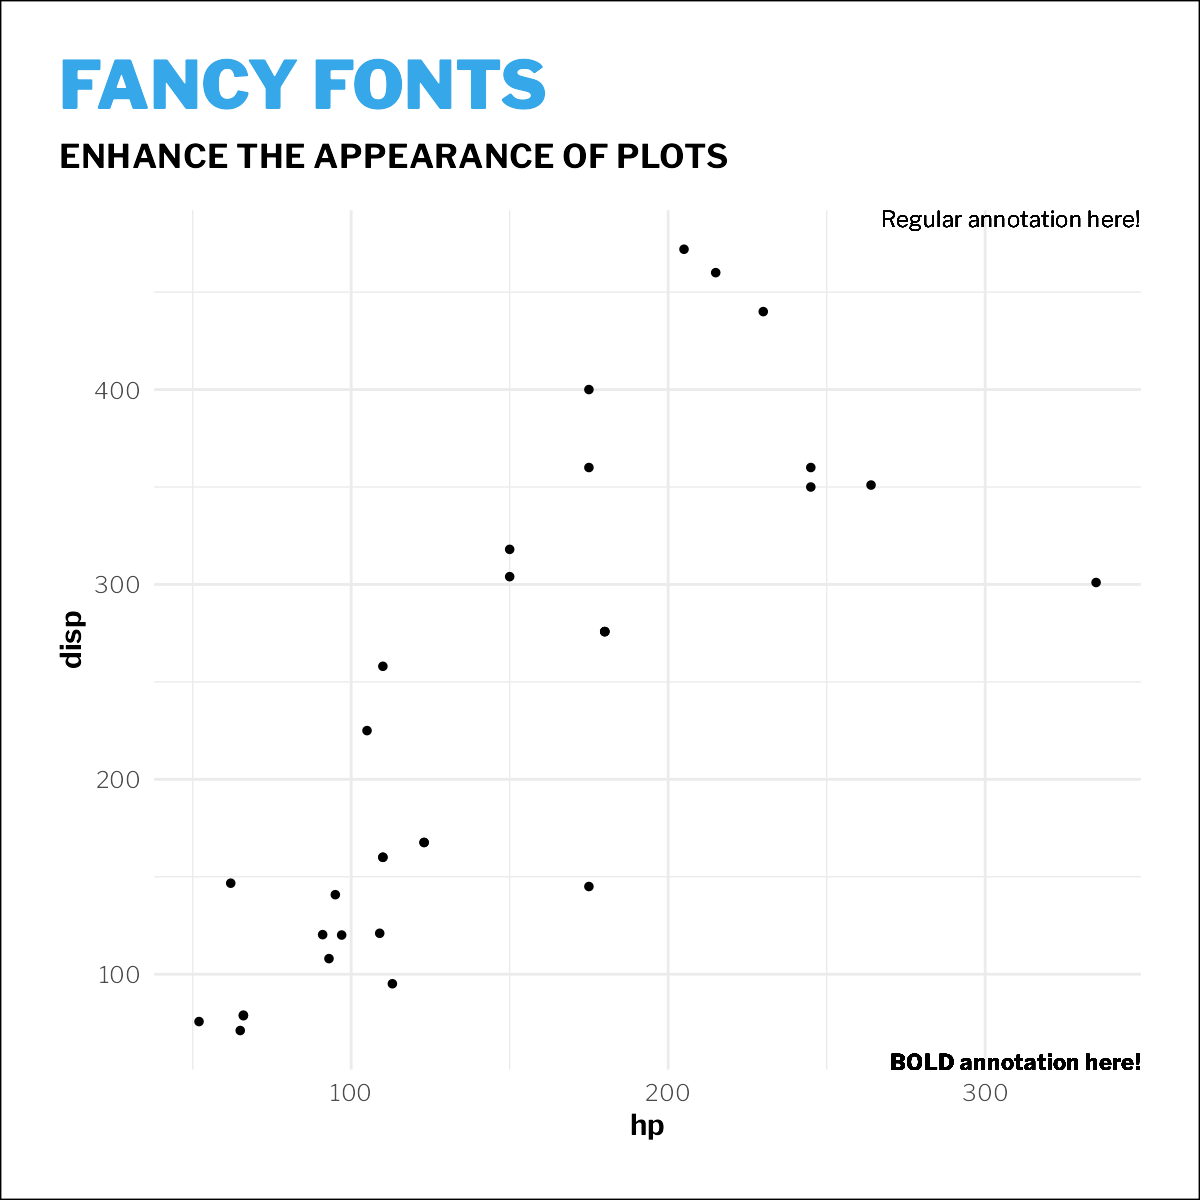 FANCY FONTS
ENHANCE THE APPEARANCE OF PLOTS
Regular annotation here!
400
300
disp
200
100
BOLD annotation here!
100 200 300
hp